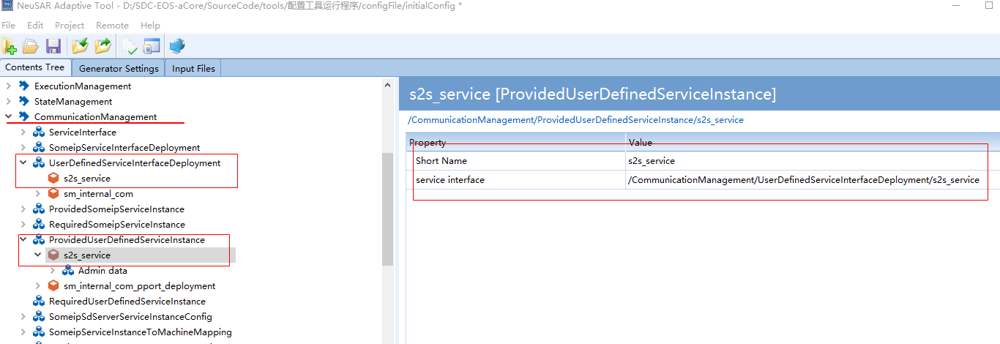 NeuSAR Adaptive Tool - D:/SDC-EOS-aCore/SourceCode/tools/配置工具运行程序/configFile/initialConfig *
File Edit Project Remote Help
Contents Tree Generator Settings Input Files
ExecutionManagement
StateManagement
CommunicationManagement
ServiceInterface
SomeipServiceInterfaceDeployment
UserDefinedServiceInterfaceDeployment
s2s_service
sm_internal_com
ProvidedSomeipServiceInstance
RequiredSomeipServiceInstance
ProvidedUserDefinedServiceInstance
s2s_service
Admin data
sm_internal_com_pport_deployment
RequiredUserDefinedServiceInstance
SomeipSdServerServiceInstanceConfig
SomeipServiceInstanceToMachineMapping
s2s_service [ProvidedUserDefinedServiceInstance]
/CommunicationManagement/ProvidedUserDefinedServiceInstance/s2s_service
Property Value
Short Name s2s_service
service interface /CommunicationManagement/UserDefinedServiceInterfaceDeployment/s2s_service